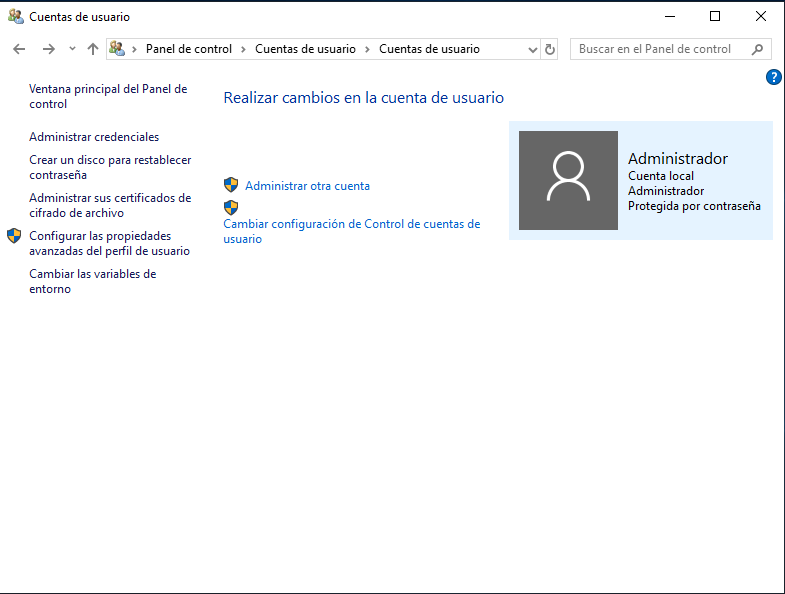 Cuentas de usuario
Panel de control > Cuentas de usuario > Cuentas de usuario
Buscar en el Panel de control
?
Ventana principal del Panel de
control
Administrar credenciales
Crear un disco para restablecer
contraseña
Administrar sus certificados de
cifrado de archivo
Configurar las propiedades
avanzadas del perfil de usuario
Cambiar las variables de
entorno
Realizar cambios en la cuenta de usuario
Administrar otra cuenta
Cambiar configuración de Control de cuentas de
usuario
Administrador
Cuenta local
Administrador
Protegida por contraseña